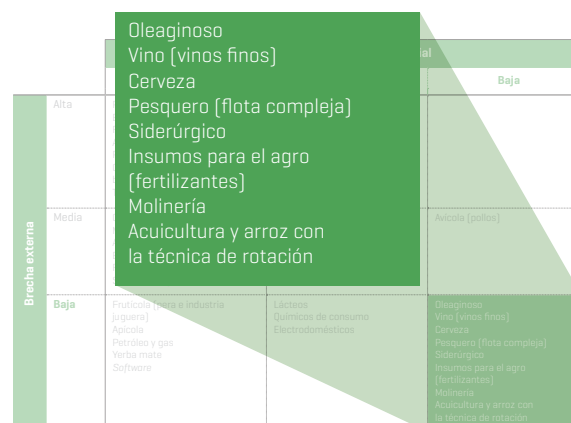 Oleaginoso
Vino (vinos finos)
Cerveza
Pesquero (flota compleja)
Siderúrgico
Insumos para el agro
(fertilizantes)
Molinería
Acuicultura y arroz con
la técnica de rotación
ial
Baja
Brecha externa
Alta
Media
Avícola (pollos)
Baja
Frutícola (pera e industria
juguera)
Apícola
Petróleo y gas
Yerba mate
Software
Lácteos
Químicos de consumo
Electrodomésticos
Oleaginoso
Vino (vinos finos)
Cerveza
Pesquero (flota compleja)
Siderúrgico
Insumos para el agro
(fertilizantes)
Molinería
Acuicultura y arroz con
la técnica de rotación